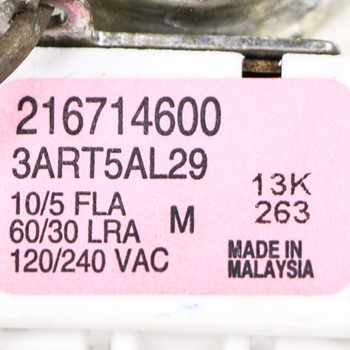 216714600
3ART5AL29
10/5 FLA
60/30 LRA
120/240 VAC
M
13K
263
MADE IN
MALAYSIA